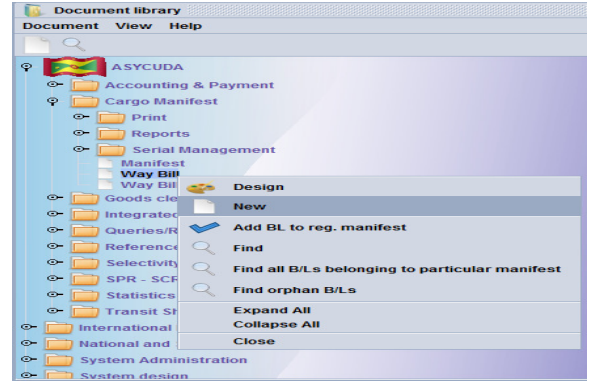 Document library
Document View Help
ASYCUDA
Accounting & Payment
Cargo Manifest
Print
Reports
Serial Management
Manifest
Way Bill
Way Bill
Design
Goods cle
New
Integrated
Add BL to reg. manifest
Queries/R
Find
Reference
Find all B/Ls belonging to particular manifest
Selectivity
Find orphan B/Ls
SPR - SCR
Statistics
Expand All
Transit Sh
Collapse All
International
National and
Close
System Administration
System design